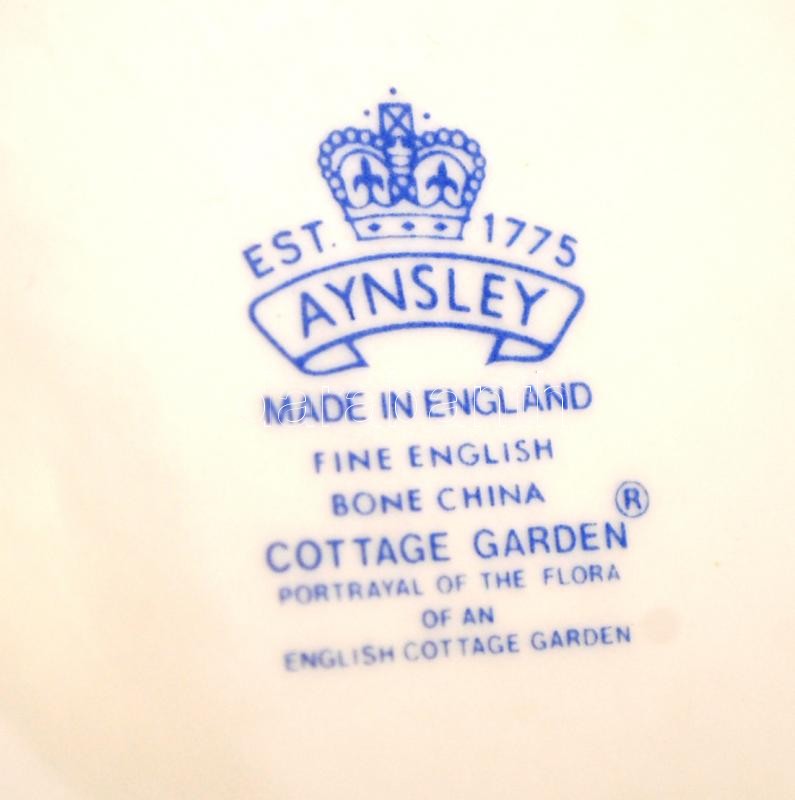 EST. 1775
AYNSLEY
MADE IN ENGLAND
FINE ENGLISH
BONE CHINA
COTTAGE GARDEN ®
PORTRAYAL OF THE FLORA
OF AN
ENGLISH COTTAGE GARDEN